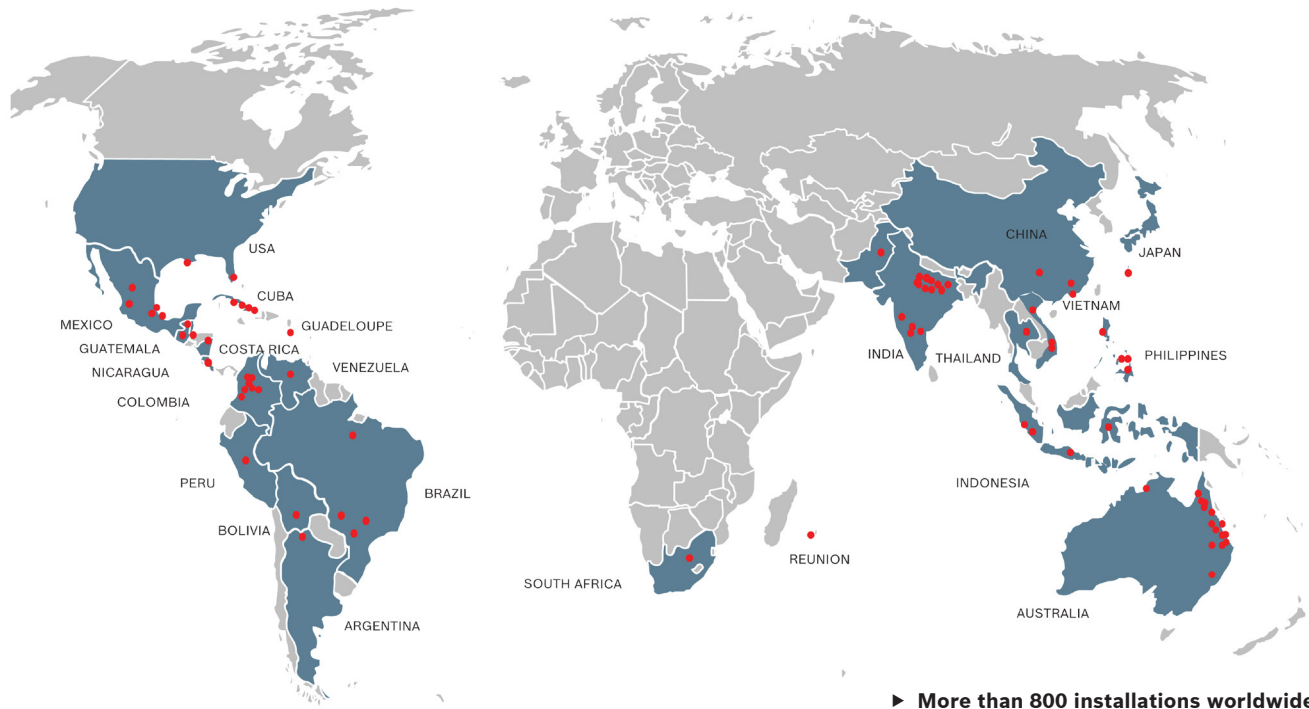 USA
CUBA
MEXICO
GUADELOUPE
GUATEMALA
COSTA RICA
NICARAGUA
VENEZUELA
COLOMBIA
PERU
BRAZIL
BOLIVIA
ARGENTINA
SOUTH AFRICA
REUNION
CHINA
JAPAN
VIETNAM
INDIA
THAILAND
PHILIPPINES
INDONESIA
AUSTRALIA
▶ More than 800 installations worldwide